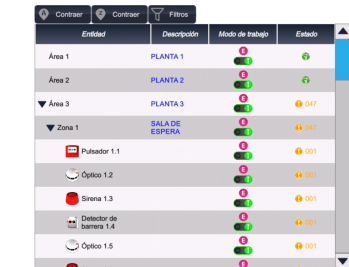 A Contraer Z Contraer Filtros
Entidad Descripción Modo de trabajo Estado
Área 1 PLANTA 1 E
Área 2 PLANTA 2 E
Área 3 PLANTA 3 E 047
Zona 1 SALA DE ESPERA E 047
Pulsador 1.1 E 001
Óptico 1.2 E 001
Sirena 1.3 E 001
Detector de barrera 1.4 E 001
Óptico 1.5 E 001
E